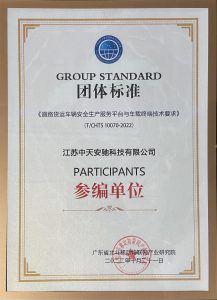 GROUP STANDARD
团体标准
《道路货运车辆安全生产服务平台与车载终端技术要求》
(T/CHTS 10070-2022)
江苏中天安驰科技有限公司
PARTICIPANTS
参编单位